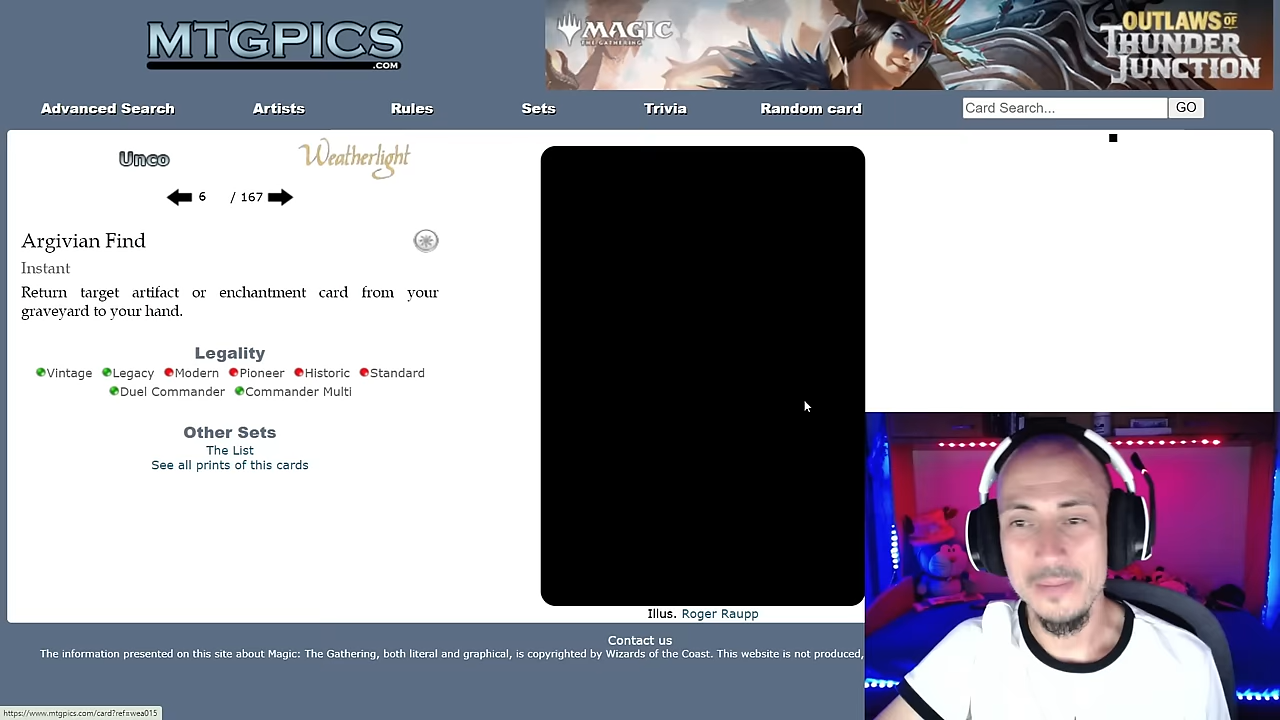 MTGPICS
.COM
MAGIC
THE GATHERING
OUTLAWS OF
THUNDER
JUNCTION
Advanced Search
Artists
Rules
Sets
Trivia
Random card
Card Search...
GO
Unco
Weatherlight
6 / 167
Argivian Find
Instant
Return target artifact or enchantment card from your
graveyard to your hand.
Legality
Vintage Legacy Modern Pioneer Historic Standard
Duel Commander Commander Multi
Other Sets
The List
See all prints of this cards
Illus. Roger Raupp
Contact us
The information presented on this site about Magic: The Gathering, both literal and graphical, is copyrighted by Wizards of the Coast. This website is not produced,
https://www.mtgpics.com/card?ref=wea015